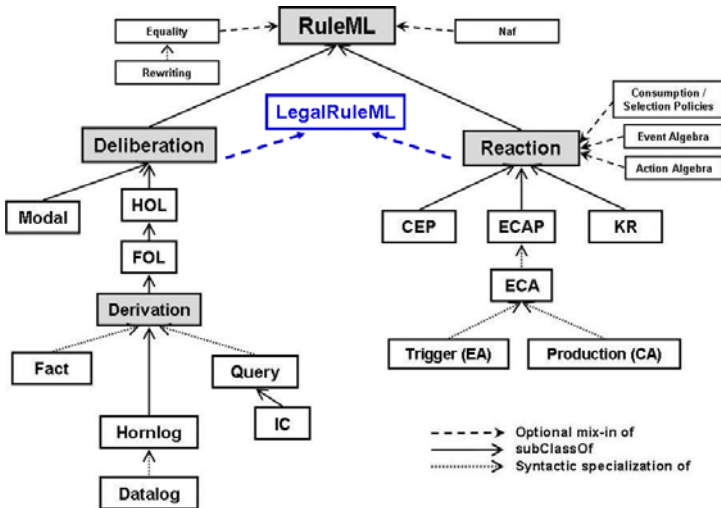 RuleML
Equality
Naf
Rewriting
Consumption /
Selection Policies
LegalRuleML
Event Algebra
Deliberation
Reaction
Action Algebra
Modal
HOL
CEP
ECAP
KR
FOL
ECA
Derivation
Trigger (EA)
Production (CA)
Fact
Query
IC
Hornlog
Optional mix-in of
subClassOf
Syntactic specialization of
Datalog